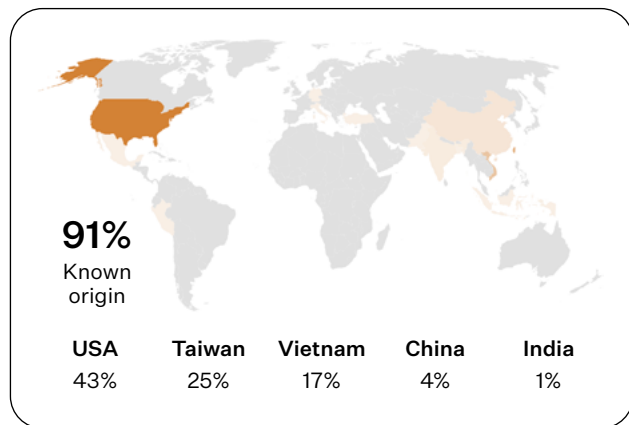 91%
Known
origin
USA Taiwan Vietnam China India
43% 25% 17% 4% 1%